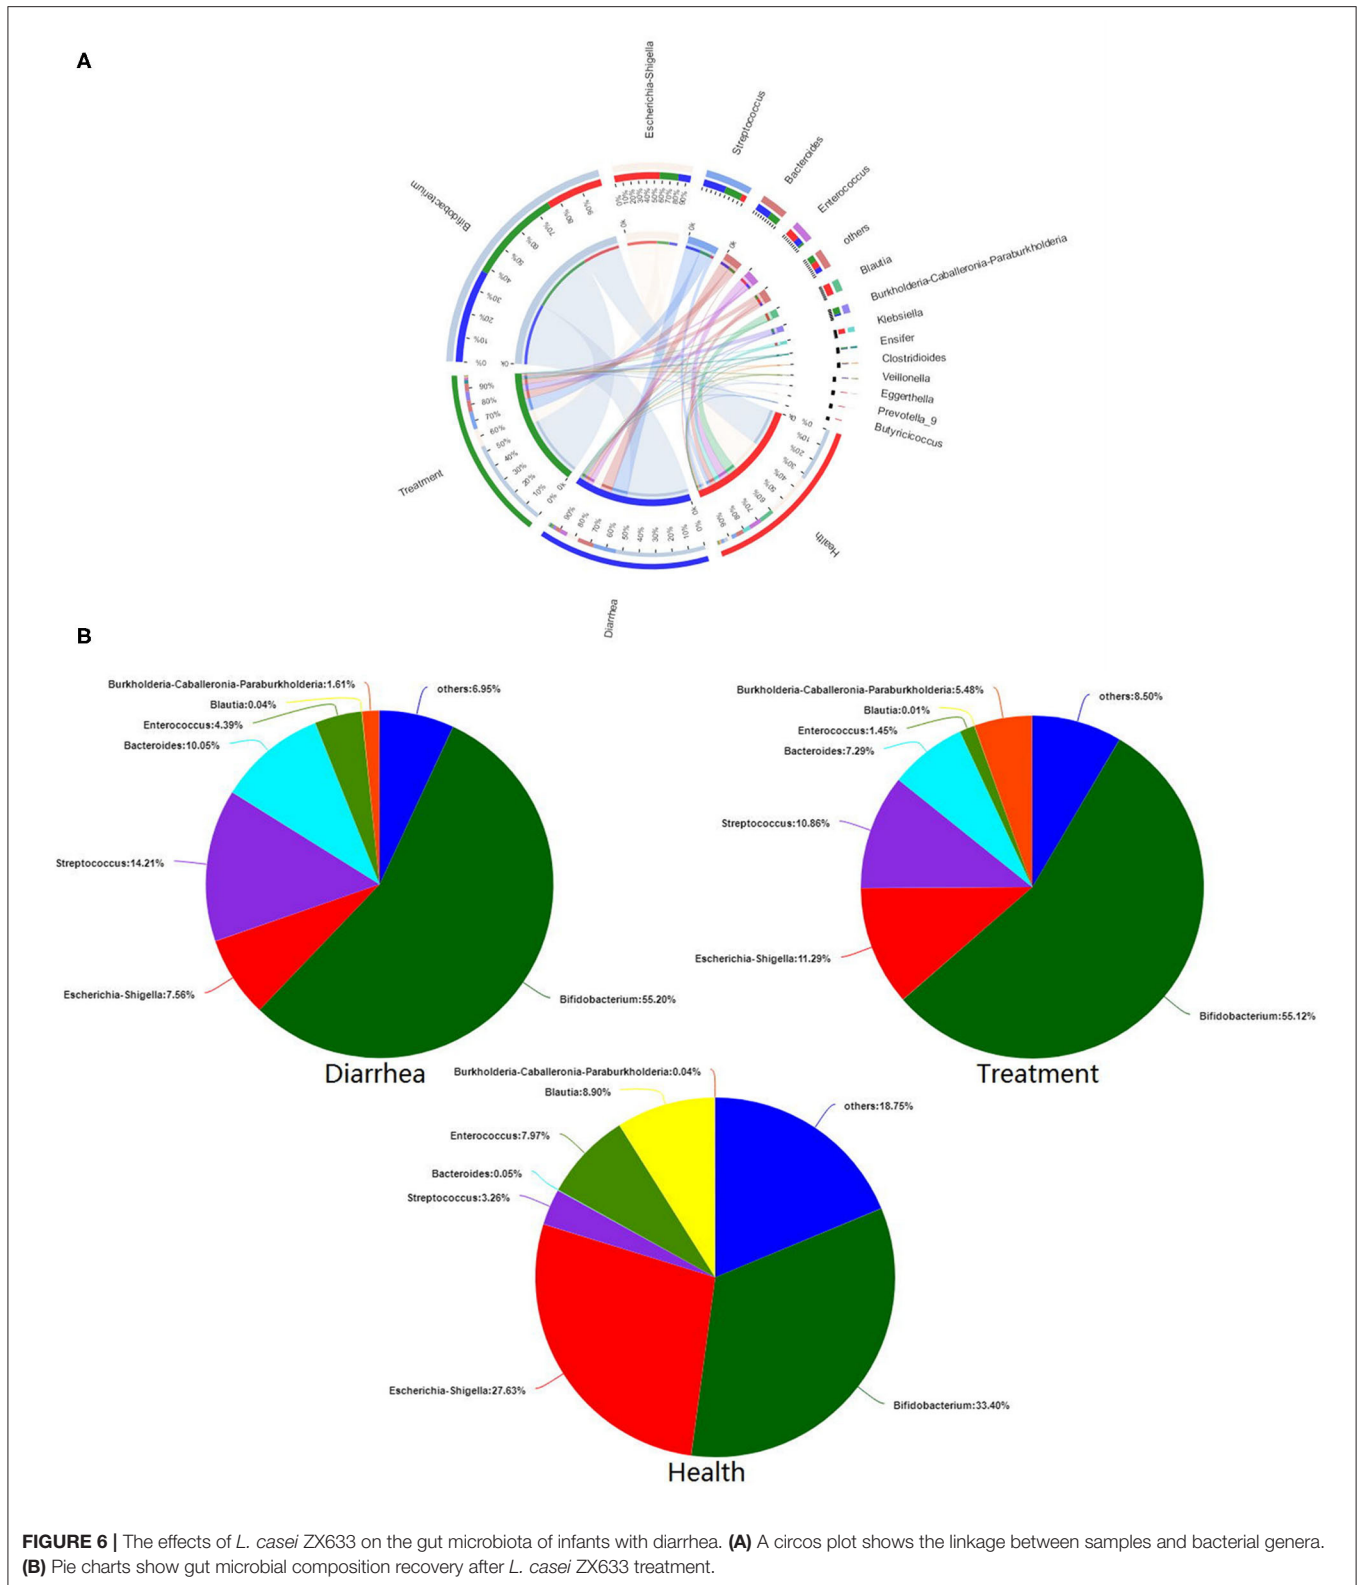 A
Escherichia-Shigella
Streptococcus
Bacteroides
Enterococcus
others
Blautia
Burkholderia-Caballeronia-Paraburkholderia
Klebsiella
Ensifer
Clostridioides
Veillonella
Eggerthella
Prevotella_9
Butyricicoccus
Bifidobacterium
Treatment
Diarrhea
Health
B
Burkholderia-Caballeronia-Paraburkholderia:1.61%
others:6.95%
Blautia:0.04%
Enterococcus:4.39%
Bacteroides:10.05%
Streptococcus:14.21%
Escherichia-Shigella:7.56%
Bifidobacterium:55.20%
Diarrhea
Burkholderia-Caballeronia-Paraburkholderia:5.48%
others:8.50%
Blautia:0.01%
Enterococcus:1.45%
Bacteroides:7.29%
Streptococcus:10.86%
Escherichia-Shigella:11.29%
Bifidobacterium:55.12%
Treatment
Burkholderia-Caballeronia-Paraburkholderia:0.04%
Blautia:8.90%
others:18.75%
Enterococcus:7.97%
Bacteroides:0.05%
Streptococcus:3.26%
Escherichia-Shigella:27.63%
Bifidobacterium:33.40%
Health
FIGURE 6 | The effects of L. casei ZX633 on the gut microbiota of infants with diarrhea. (A) A circos plot shows the linkage between samples and bacterial genera.
(B) Pie charts show gut microbial composition recovery after L. casei ZX633 treatment.